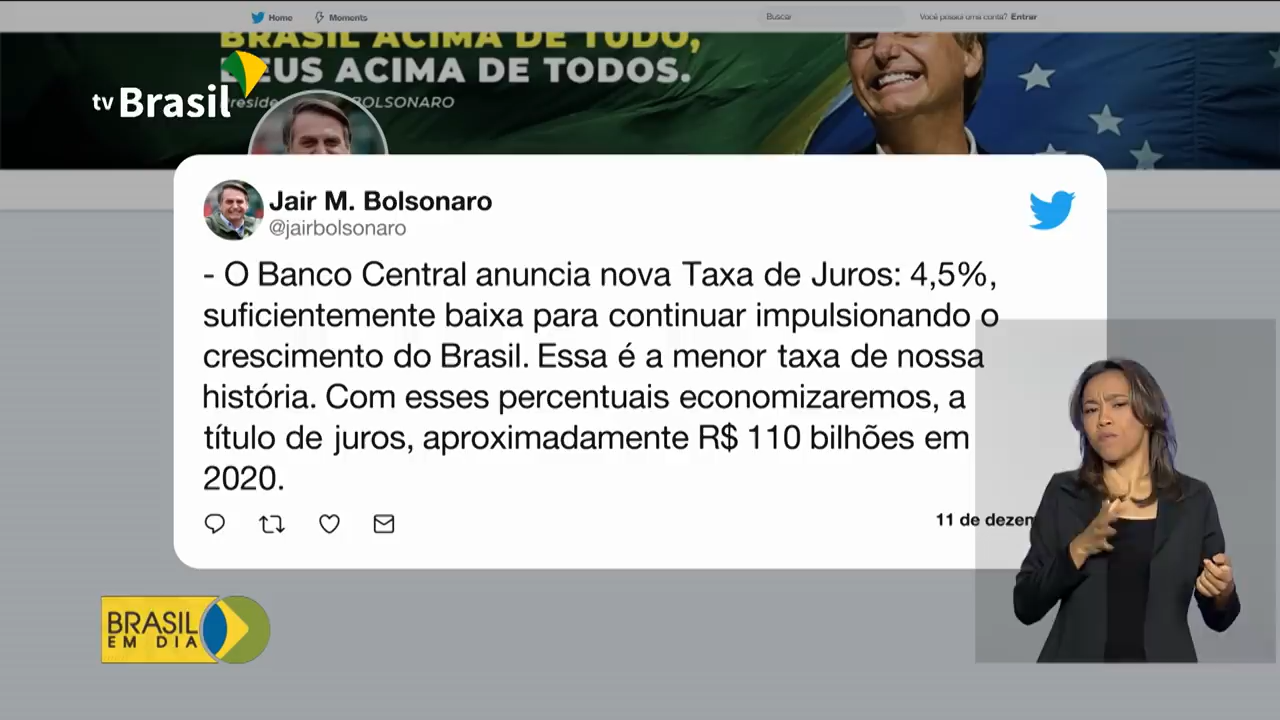 Home Moments Buscar Você possui uma conta? Entrar
BRASIL ACIMA DE TUDO,
DEUS ACIMA DE TODOS.
BOLSONARO
tv Brasil
Jair M. Bolsonaro
@jairbolsonaro
- O Banco Central anuncia nova Taxa de Juros: 4,5%,
suficientemente baixa para continuar impulsionando o
crescimento do Brasil. Essa é a menor taxa de nossa
história. Com esses percentuais economizaremos, a
título de juros, aproximadamente R$ 110 bilhões em
2020.
11 de dezem
BRASIL
EM DIA